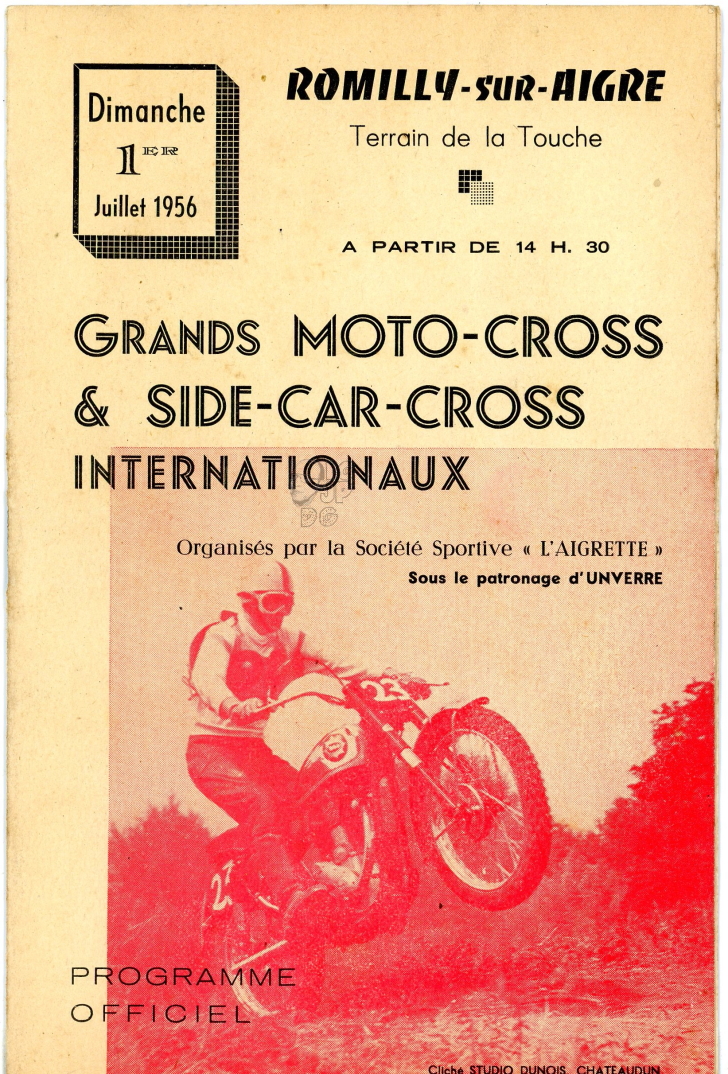 Dimanche
1ER
Juillet 1956
ROMILLY-SUR-AIGRE
Terrain de la Touche
A PARTIR DE 14 H. 30
GRANDS MOTO-CROSS
& SIDE-CAR-CROSS
INTERNATIONAUX
Organisés par la Société Sportive « L'AIGRETTE »
Sous le patronage d'UNVERRE
23
PROGRAMME
OFFICIEL
Cliché STUDIO DUNOIS, CHATEAUDUN